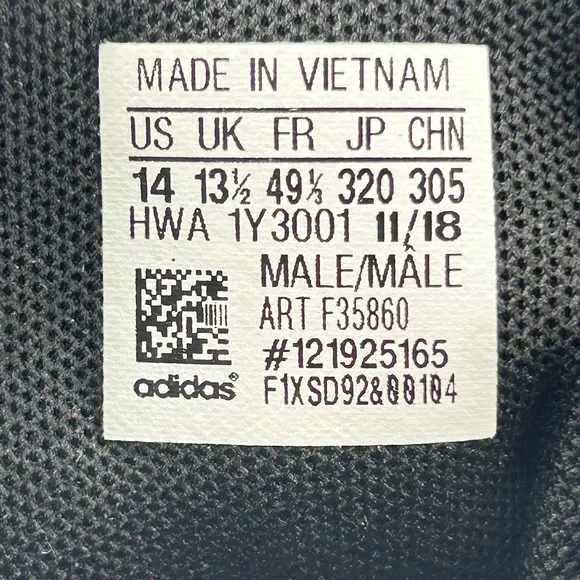 MADE IN VIETNAM
US UK FR JP CHN
14 13½ 49⅓ 320 305
HWA 1Y3001 11/18
MALE/MÂLE
ART F35860
#121925165
adidas® F1XSD92&00104